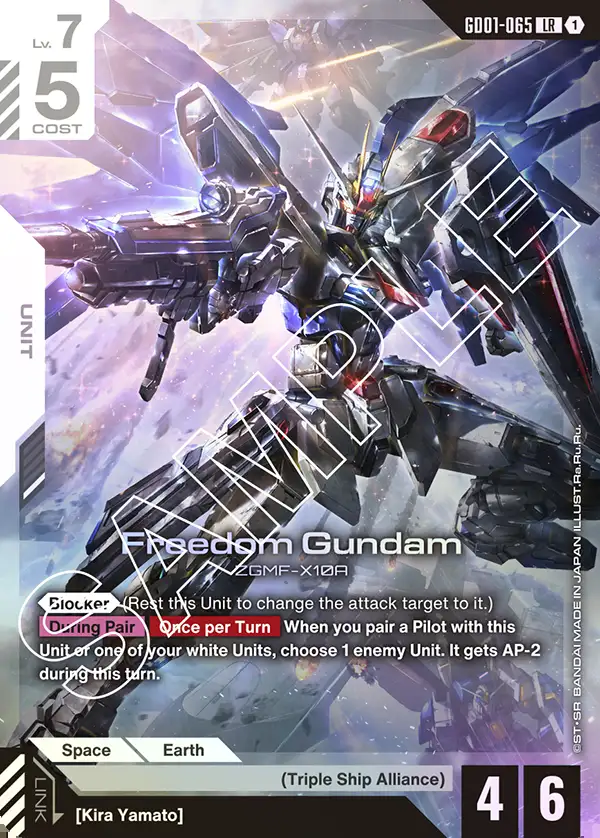 GD01-065 LR 1
Lv. 7
5
COST
UNIT
SAMPLE
Freedom Gundam
ZGMF-X10A
Blocker (Rest this Unit to change the attack target to it.)
During Pair Once per Turn When you pair a Pilot with this
Unit or one of your white Units, choose 1 enemy Unit. It gets AP-2
during this turn.
©ST·SR BANDAI MADE IN JAPAN ILLUST.Ra.Ru.Ru.
Space Earth
(Triple Ship Alliance)
LINK
[Kira Yamato]
4 6